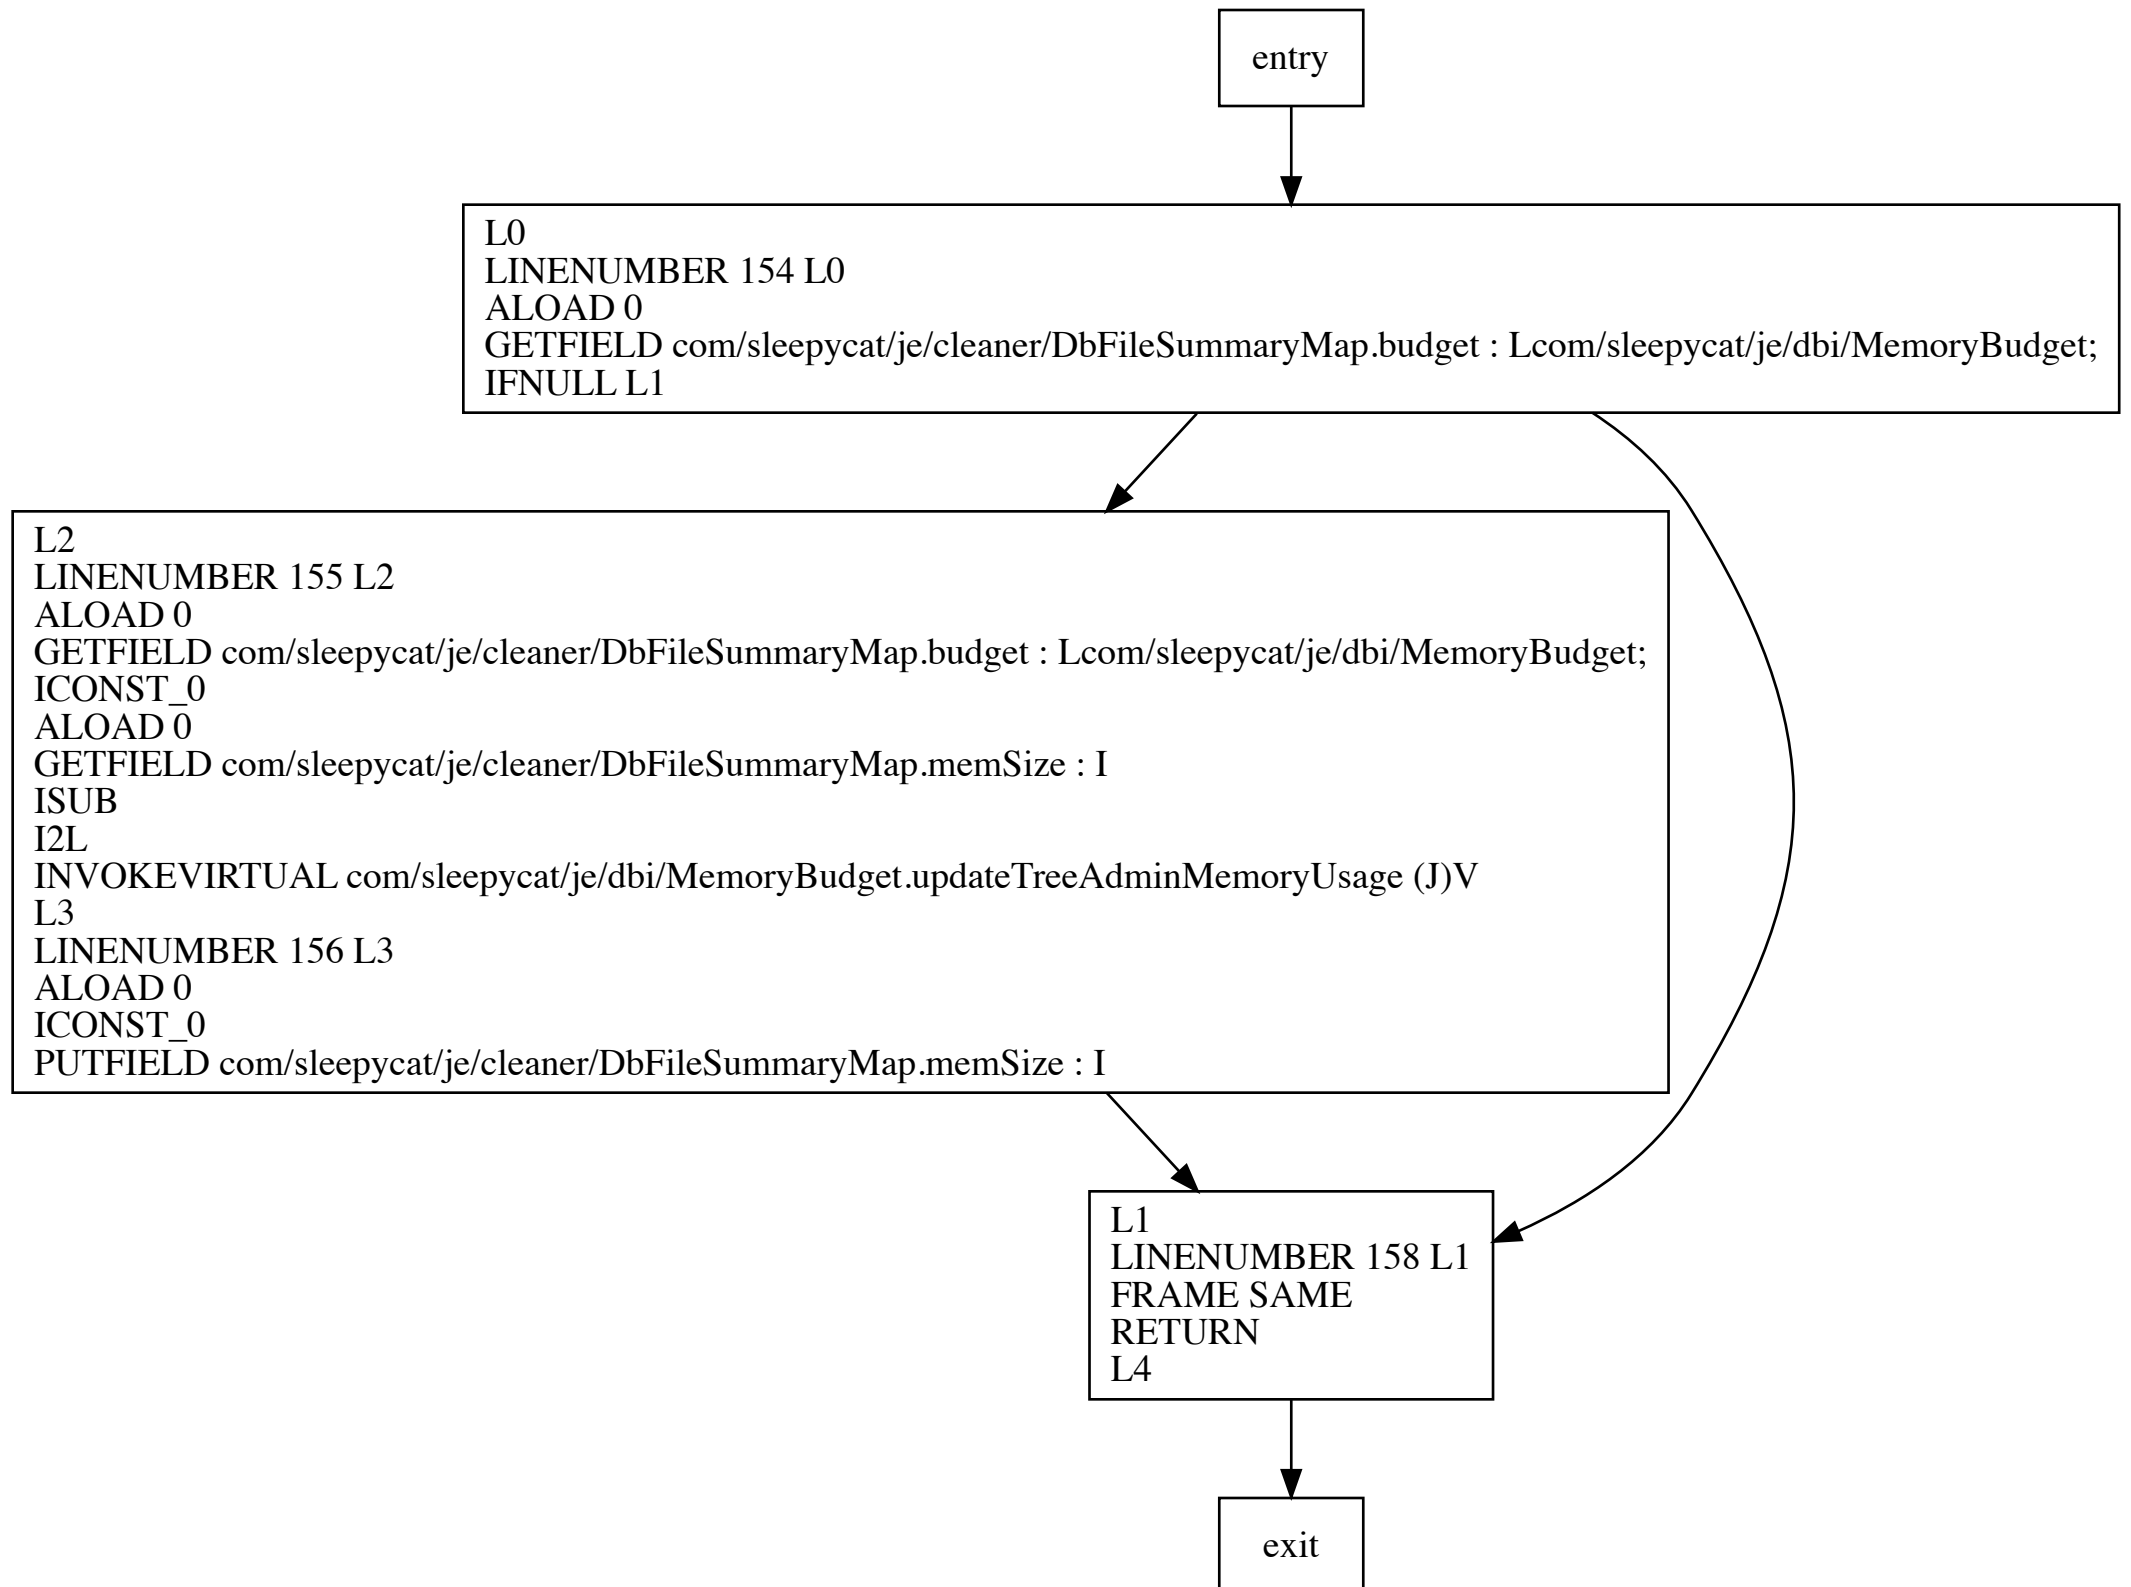 entry
L0
LINENUMBER 154 L0
ALOAD 0
GETFIELD com/sleepycat/je/cleaner/DbFileSummaryMap.budget : Lcom/sleepycat/je/dbi/MemoryBudget;
IFNULL L1
L2
LINENUMBER 155 L2
ALOAD 0
GETFIELD com/sleepycat/je/cleaner/DbFileSummaryMap.budget : Lcom/sleepycat/je/dbi/MemoryBudget;
ICONST_0
ALOAD 0
GETFIELD com/sleepycat/je/cleaner/DbFileSummaryMap.memSize : I
ISUB
I2L
INVOKEVIRTUAL com/sleepycat/je/dbi/MemoryBudget.updateTreeAdminMemoryUsage (J)V
L3
LINENUMBER 156 L3
ALOAD 0
ICONST_0
PUTFIELD com/sleepycat/je/cleaner/DbFileSummaryMap.memSize : I
L1
LINENUMBER 158 L1
FRAME SAME
RETURN
L4
exit